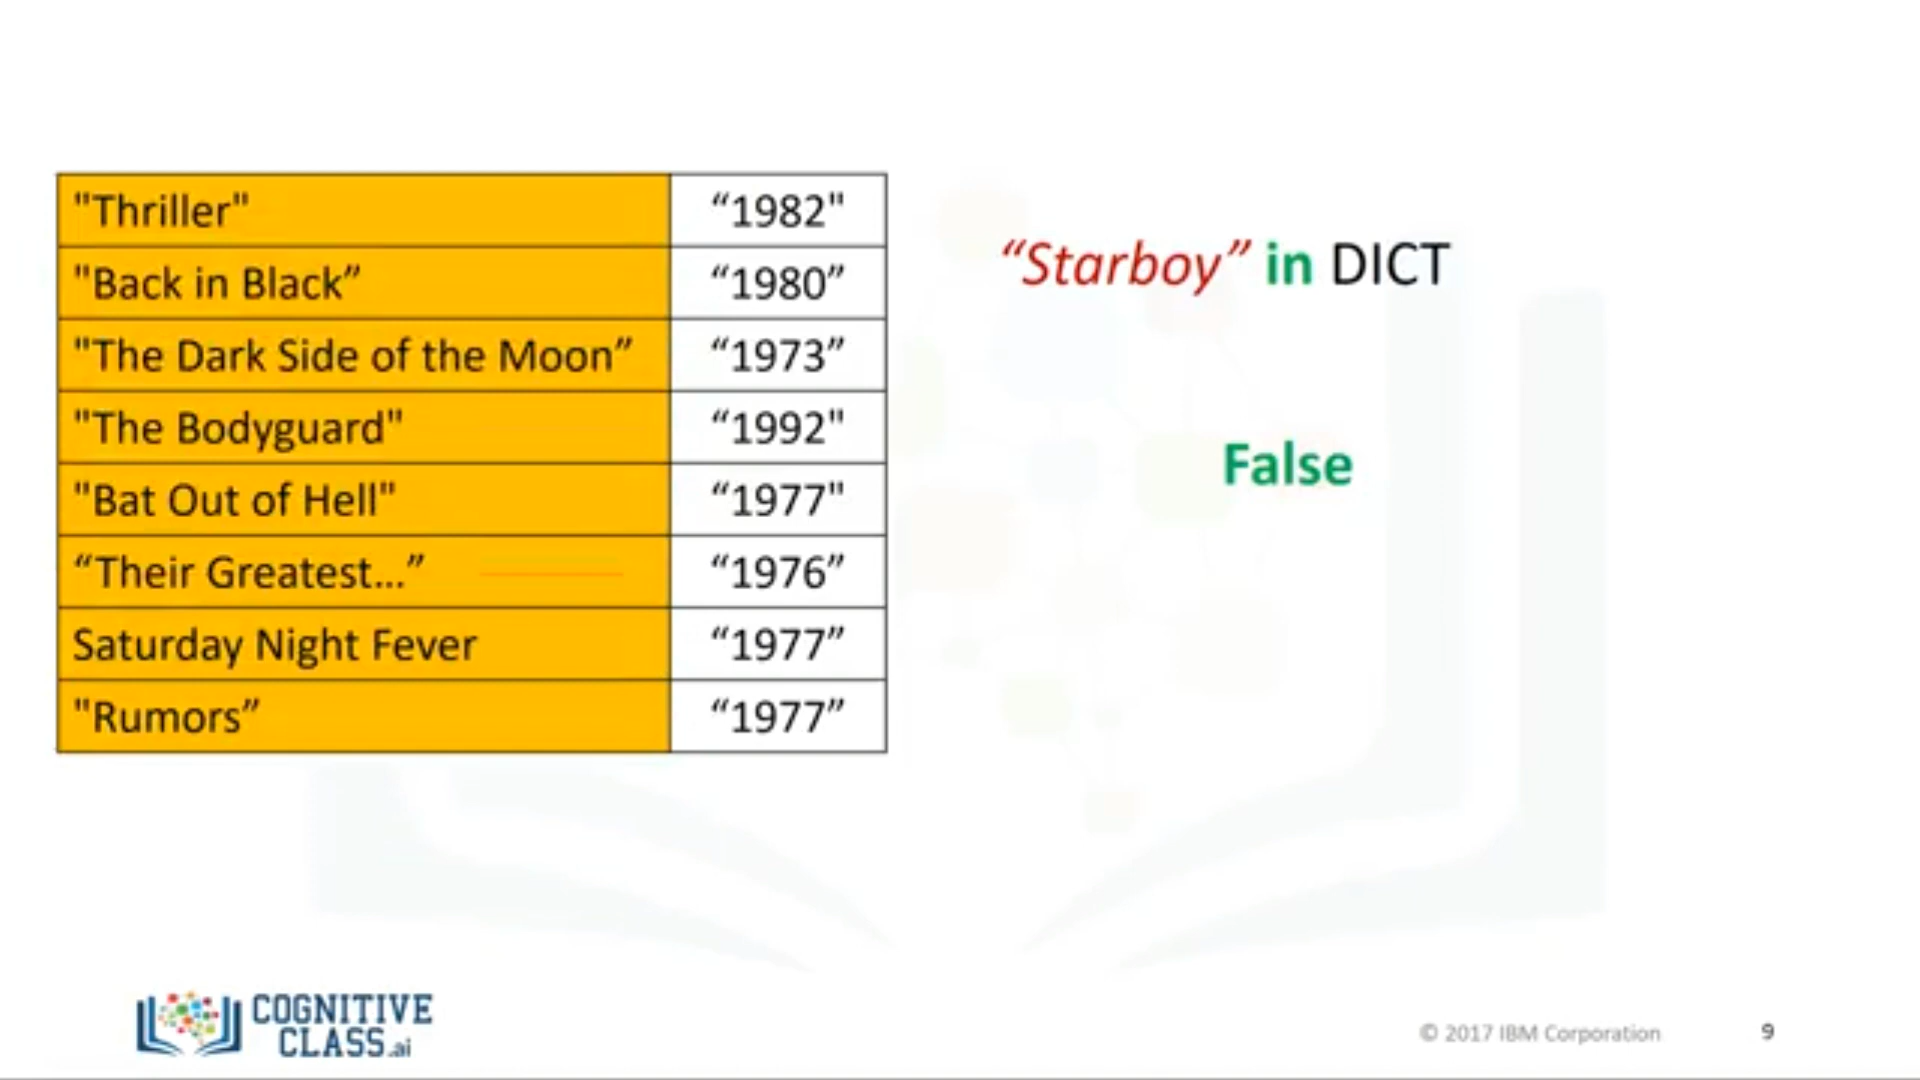 "Thriller" “1982"
"Back in Black” “1980”
"The Dark Side of the Moon” “1973”
"The Bodyguard" “1992"
"Bat Out of Hell" “1977"
“Their Greatest...” “1976”
Saturday Night Fever “1977”
"Rumors” “1977”
“Starboy” in DICT
False
COGNITIVE
CLASS.ai
© 2017 IBM Corporation 9